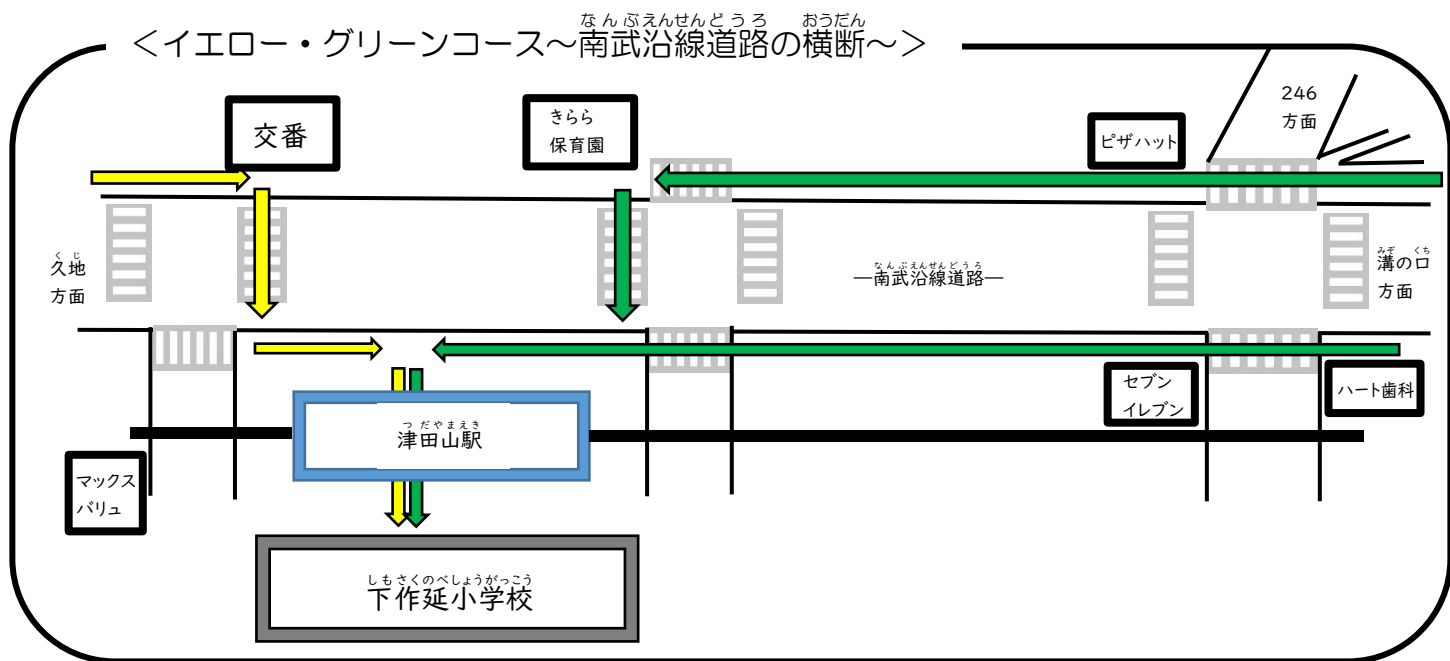 なんぶえんせんどうろ おうだん
<イエロー・グリーンコース~南武沿線道路の横断~>
交番
きらら
保育園
ピザハット
246
方面
くじ
久地
方面
なんぶえんせんどうろ
―南武沿線道路―
みぞ くち
溝の口
方面
セブン
イレブン
ハート歯科
つだやまえき
津田山駅
マックス
バリュ
しもさくのべしょうがっこう
下作延小学校